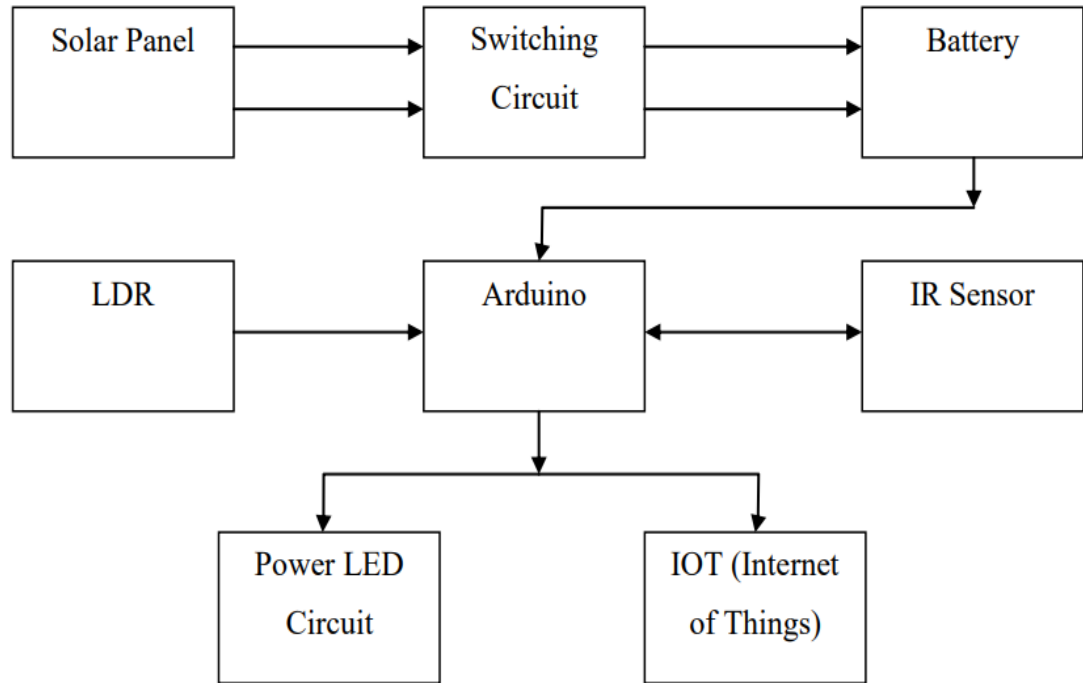 Solar Panel
Switching
Circuit
Battery
LDR
Arduino
IR Sensor
Power LED
Circuit
IOT (Internet
of Things)